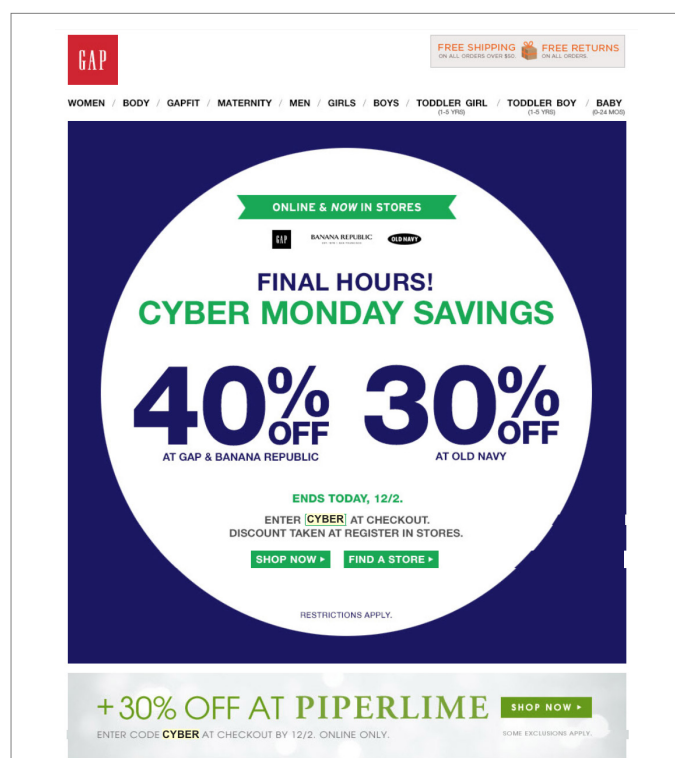 GAP
FREE SHIPPING FREE RETURNS
ON ALL ORDERS OVER $50. ON ALL ORDERS.
WOMEN / BODY / GAPFIT / MATERNITY / MEN / GIRLS / BOYS / TODDLER GIRL / TODDLER BOY / BABY
(1-5 YRS) (1-5 YRS) (0-24 MOS)
ONLINE & NOW IN STORES
GAP BANANA REPUBLIC OLD NAVY
FINAL HOURS!
CYBER MONDAY SAVINGS
40% OFF 30% OFF
AT GAP & BANANA REPUBLIC AT OLD NAVY
ENDS TODAY, 12/2.
ENTER CYBER AT CHECKOUT.
DISCOUNT TAKEN AT REGISTER IN STORES.
SHOP NOW FIND A STORE
RESTRICTIONS APPLY.
+30% OFF AT PIPERLIME SHOP NOW
ENTER CODE CYBER AT CHECKOUT BY 12/2. ONLINE ONLY. SOME EXCLUSIONS APPLY.